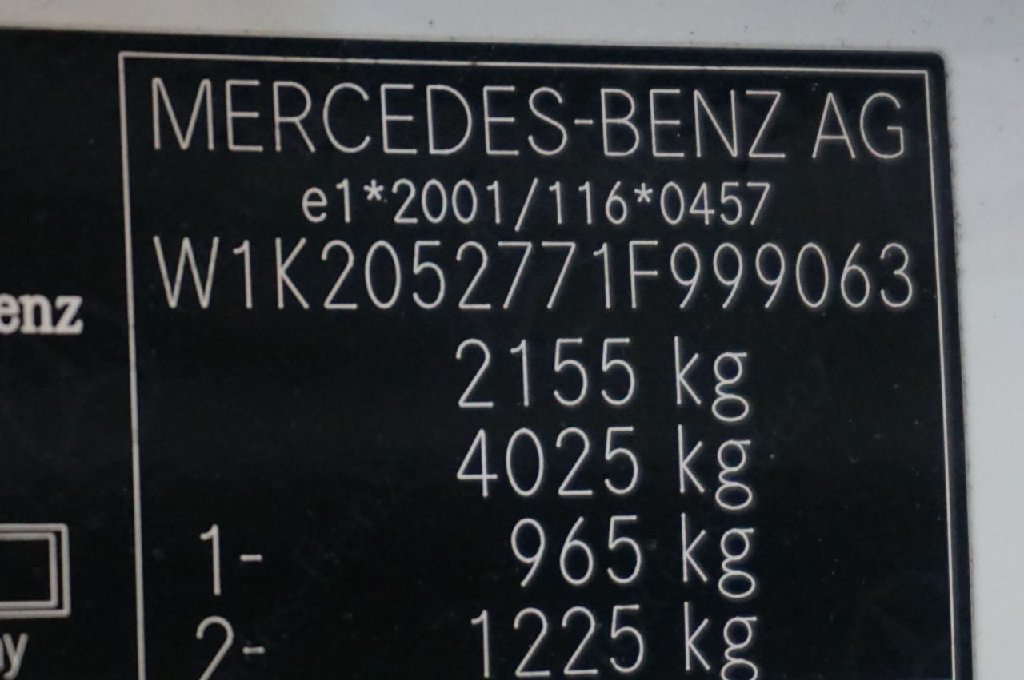 MERCEDES-BENZ AG
e1*2001/116*0457
W1K2052771F999063
enz
2155 kg
4025 kg
1- 965 kg
2- 1225 kg
ny